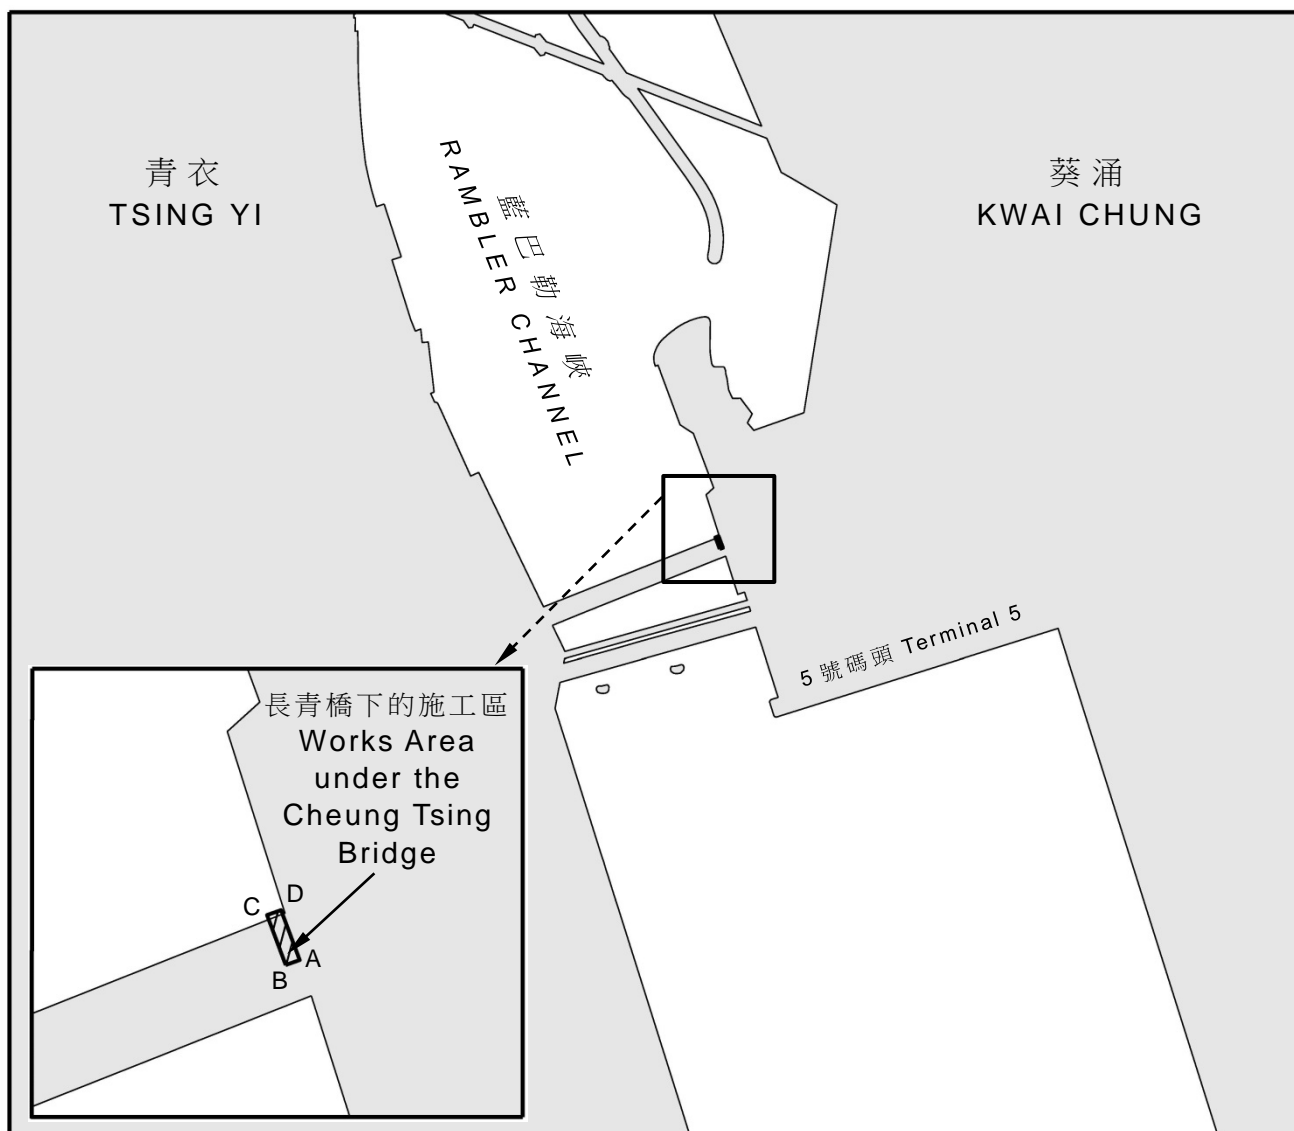 青衣
TSING YI
葵涌
KWAI CHUNG
藍巴勒海峽
RAMBLER CHANNEL
5 號碼頭 Terminal 5
長青橋下的施工區
Works Area
under the
Cheung Tsing
Bridge
C
D
A
B